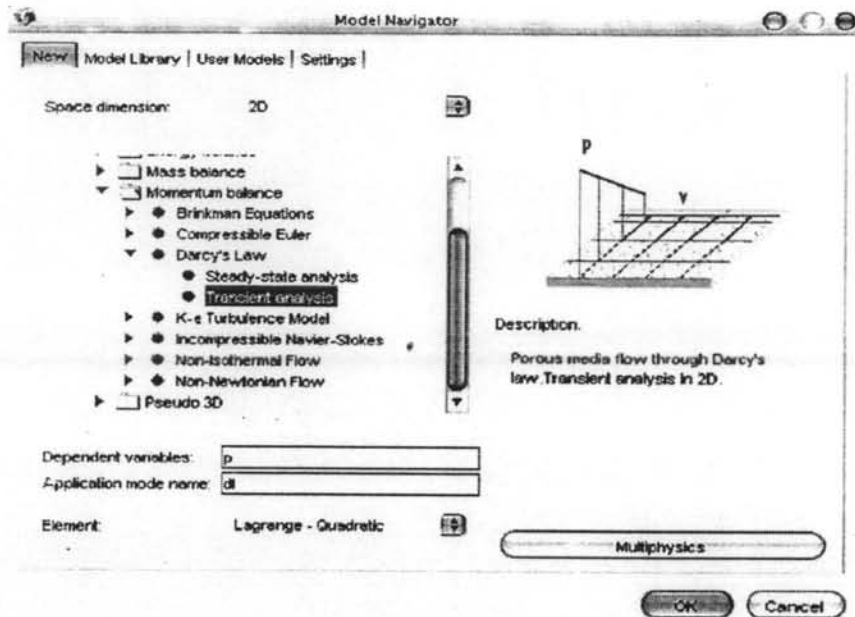 Model Navigator
New | Model Library | User Models | Settings |
Space dimension: 2D
Mass balance
Momentum balance
Brinkman Equations
Compressible Euler
Darcy's Law
Steady-state analysis
Transient analysis
K-ε Turbulence Model
Incompressible Navier-Stokes
Non-Isothermal Flow
Non-Newtonian Flow
Pseudo 3D
P
v
Description.
Porous media flow through Darcy's
law.Transient analysis in 2D.
Dependent variables: p
Application mode name: dl
Element: Lagrange - Quadratic
Multiphysics
OK
Cancel